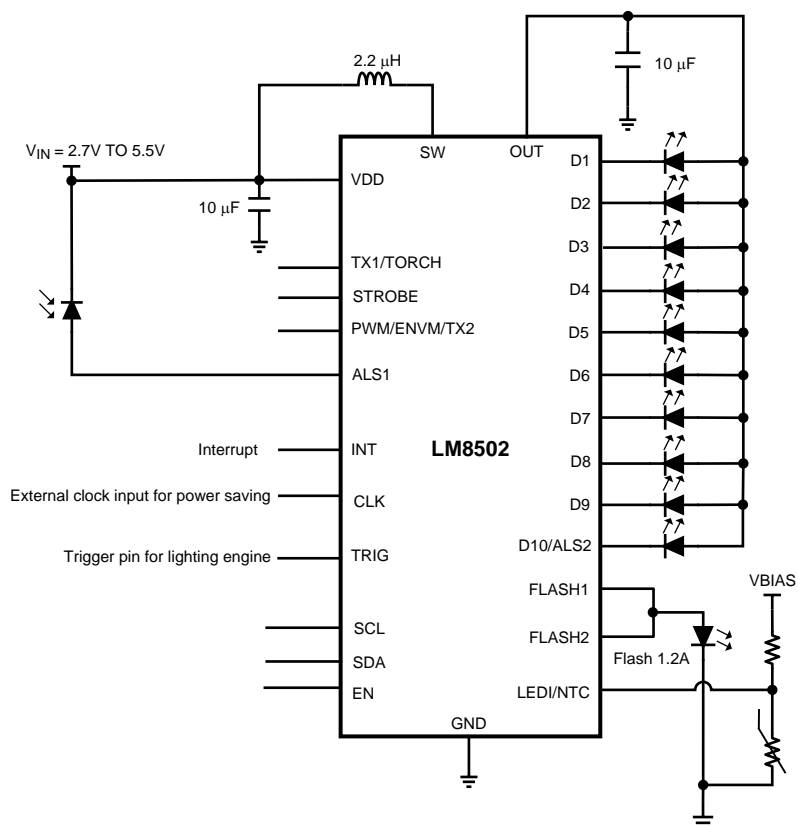 2.2 μH
10 μF
VIN = 2.7V TO 5.5V
SW
OUT
VDD
10 μF
TX1/TORCH
STROBE
PWM/ENVM/TX2
ALS1
Interrupt
INT
External clock input for power saving
CLK
Trigger pin for lighting engine
TRIG
SCL
SDA
EN
GND
LM8502
D1
D2
D3
D4
D5
D6
D7
D8
D9
D10/ALS2
FLASH1
FLASH2
LEDI/NTC
Flash 1.2A
VBIAS